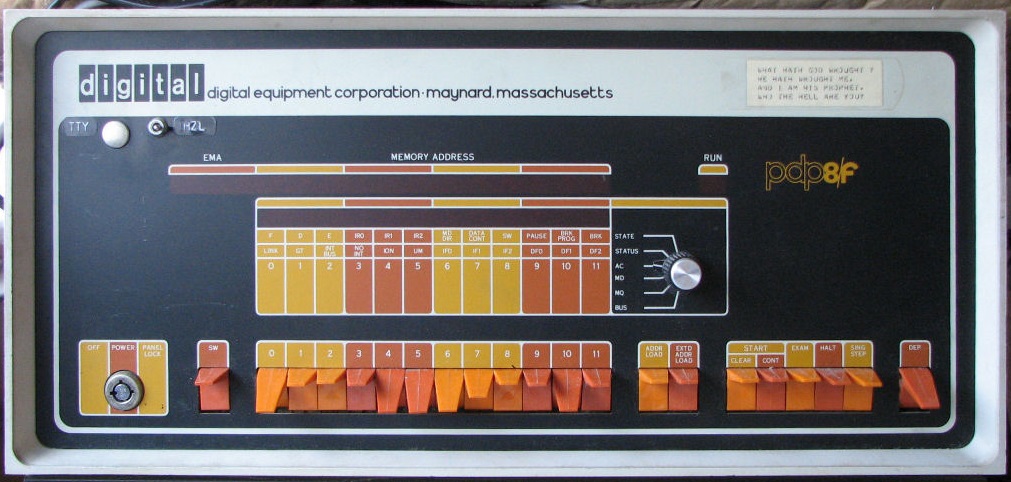 digital digital equipment corporation · maynard, massachusetts
WHAT HATH GOD WROUGHT ?
HE HATH WROUGHT ME.
AND I AM HIS PROPHET.
WHO THE HELL ARE YOU?
TTY HZL
EMA MEMORY ADDRESS RUN
pdp8/f
F D E IR0 IR1 IR2 MD DIR DATA CONT SW PAUSE BRK PROG BRK
LINK GT INT BUS NO INT ION UM IF0 IF1 IF2 DF0 DF1 DF2
0 1 2 3 4 5 6 7 8 9 10 11
STATE
STATUS
AC
MD
MQ
BUS
OFF POWER PANEL LOCK
SW
0 1 2 3 4 5 6 7 8 9 10 11
ADDR LOAD EXTD ADDR LOAD
START
CLEAR CONT EXAM HALT SING STEP
DEP